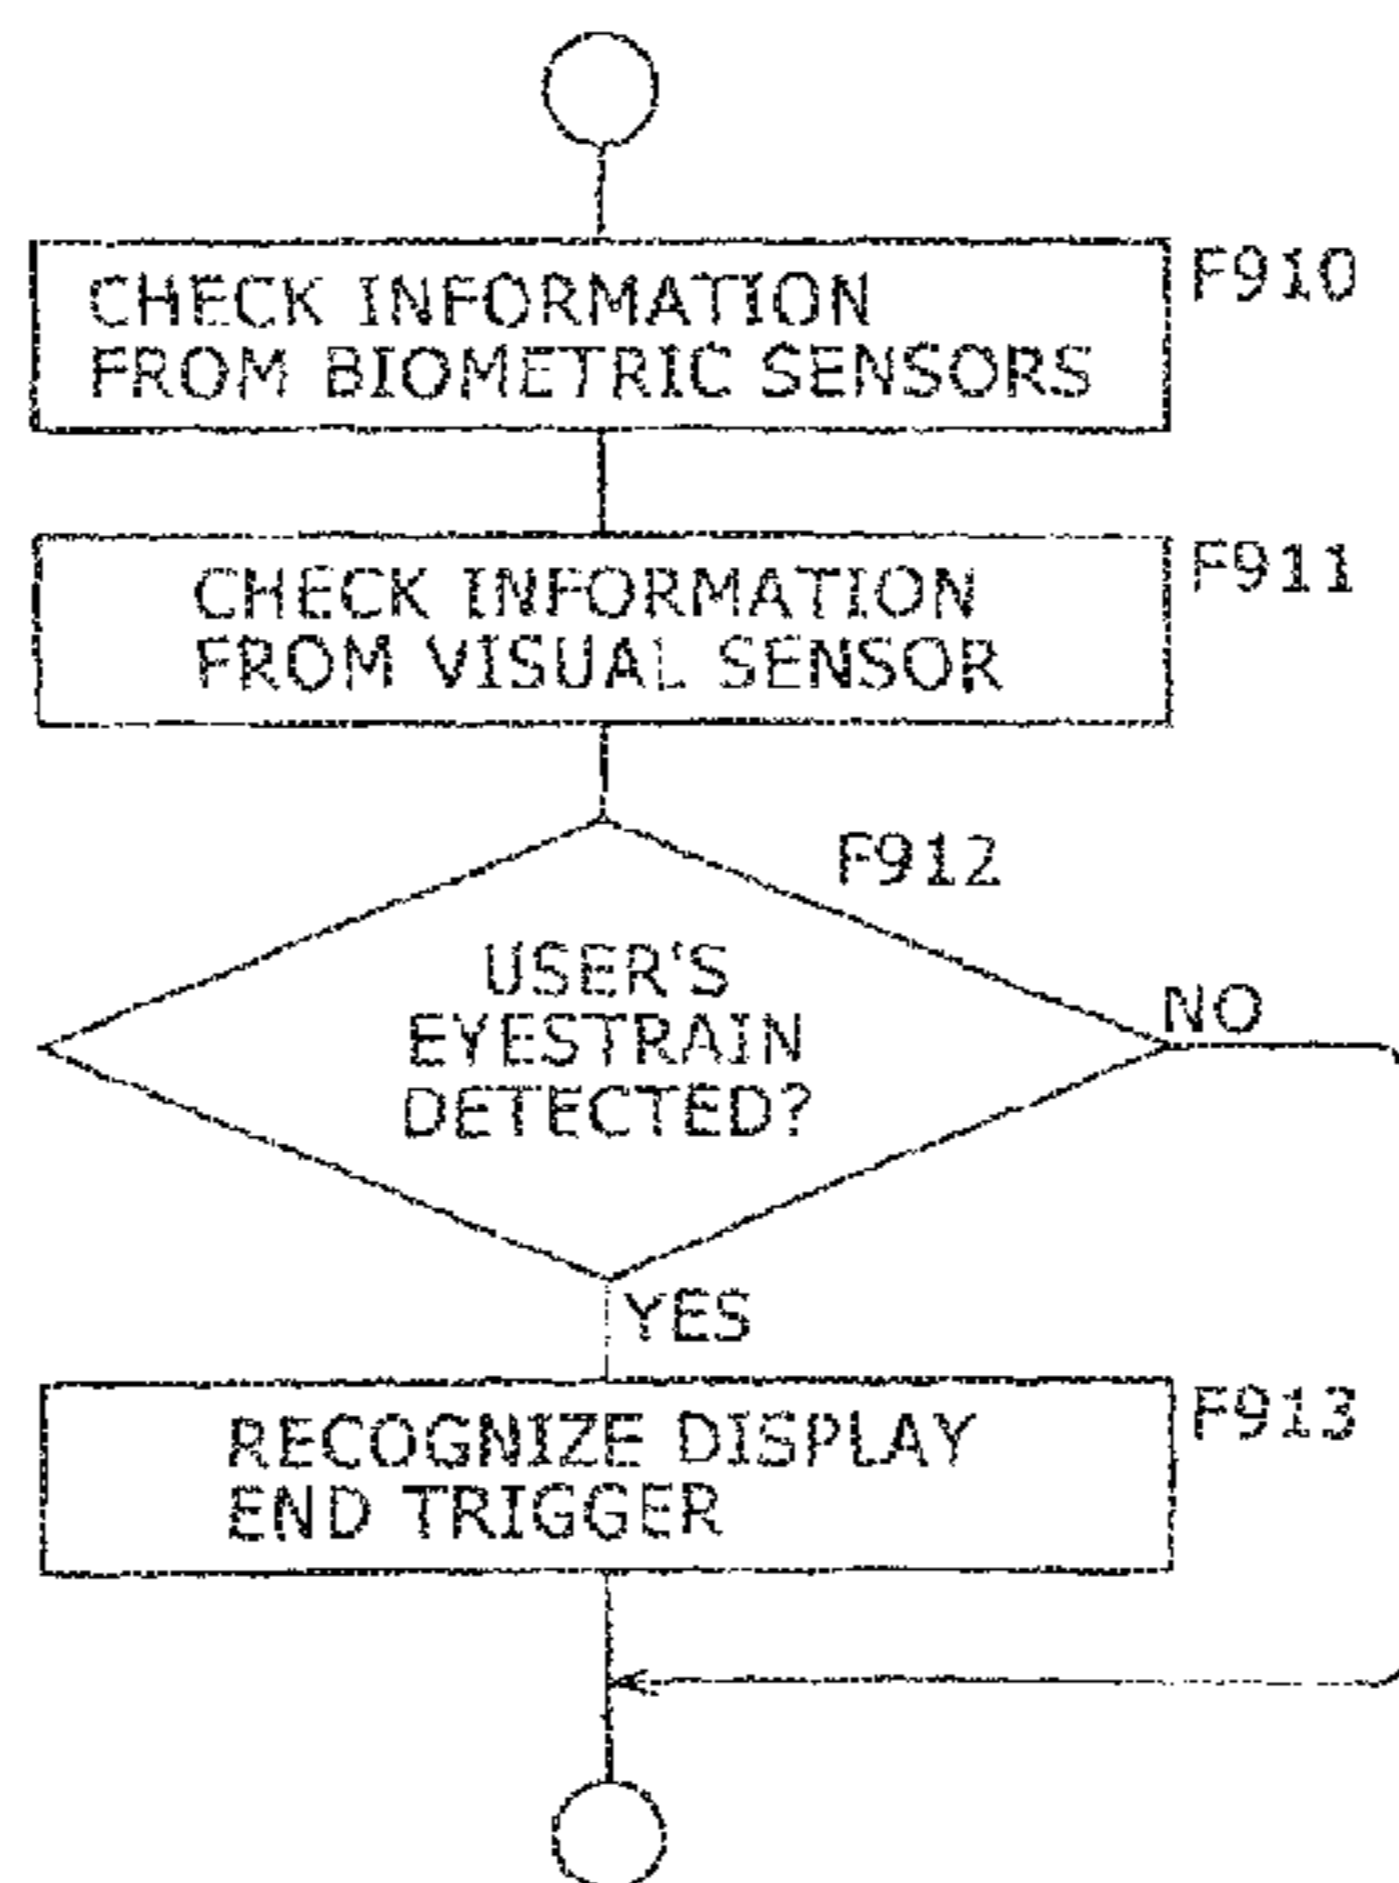 F910
CHECK INFORMATION
FROM BIOMETRIC SENSORS
F911
CHECK INFORMATION
FROM VISUAL SENSOR
F912
USER'S
EYESTRAIN
DETECTED?
NO
YES
F913
RECOGNIZE DISPLAY
END TRIGGER